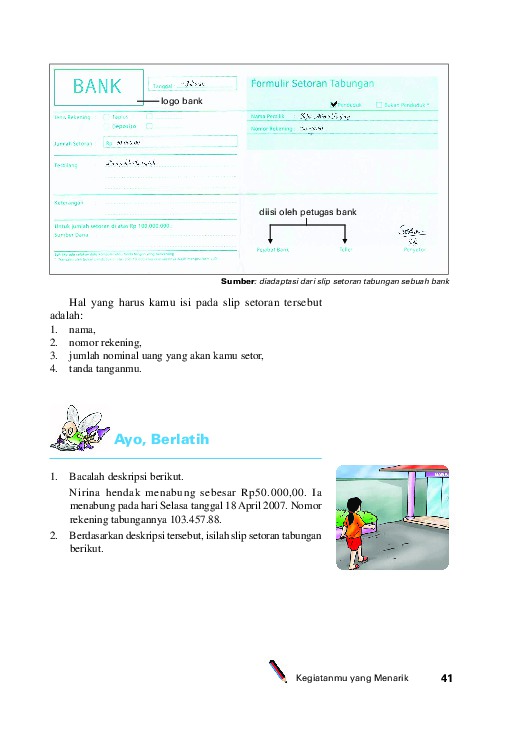 BANK
Tanggal
logo bank
Formulir Setoran Tabungan
Penduduk
Bukan Penduduk *
Jenis Rekening
Deposito
Nama Pemilik
Nomor Rekening
Jumlah Setoran
Rp
Terbilang
Keterangan
Untuk jumlah setoran di atas Rp 100.000.000 :
Sumber Dana
diisi oleh petugas bank
Pejabat Bank
Teller
Penyetor
Sumber: diadaptasi dari slip setoran tabungan sebuah bank
Hal yang harus kamu isi pada slip setoran tersebut
adalah:
1. nama,
2. nomor rekening,
3. jumlah nominal uang yang akan kamu setor,
4. tanda tanganmu.
Ayo, Berlatih
1. Bacalah deskripsi berikut.
Nirina hendak menabung sebesar Rp50.000,00. Ia
menabung pada hari Selasa tanggal 18 April 2007. Nomor
rekening tabungannya 103.457.88.
2. Berdasarkan deskripsi tersebut, isilah slip setoran tabungan
berikut.
Kegiatanmu yang Menarik
41